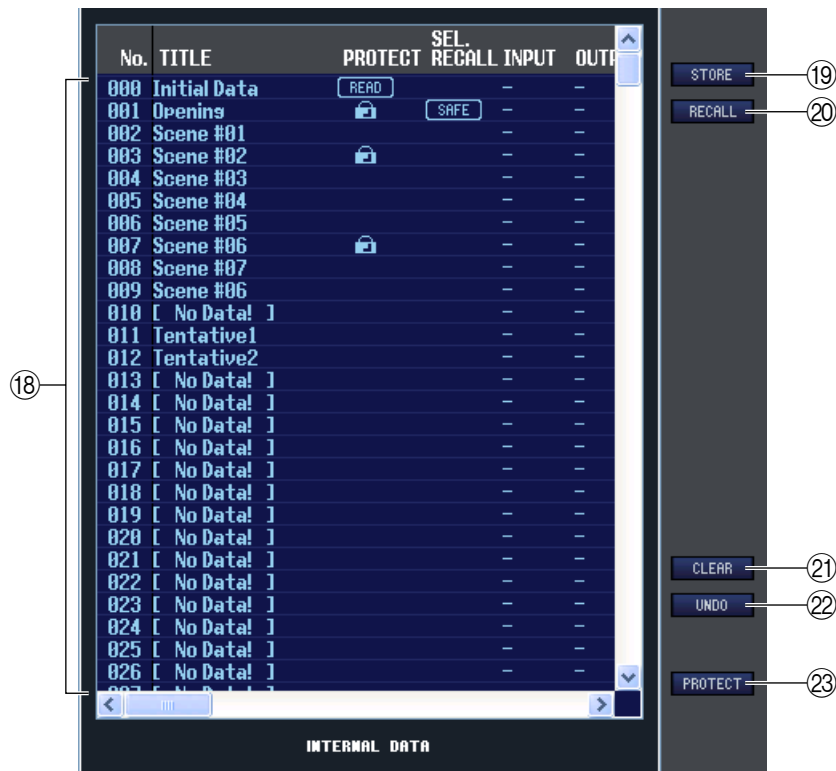 SEL.
No. TITLE PROTECT RECALL INPUT OUTP
000 Initial Data READ - -
001 Opening SAFE - -
002 Scene #01 - -
003 Scene #02 - -
004 Scene #03 - -
005 Scene #04 - -
006 Scene #05 - -
007 Scene #06 - -
008 Scene #07 - -
009 Scene #06 - -
010 [ No Data! ] - -
011 Tentative1 - -
012 Tentative2 - -
013 [ No Data! ] - -
014 [ No Data! ] - -
015 [ No Data! ] - -
016 [ No Data! ] - -
017 [ No Data! ] - -
018 [ No Data! ] - -
019 [ No Data! ] - -
020 [ No Data! ] - -
021 [ No Data! ] - -
022 [ No Data! ] - -
023 [ No Data! ] - -
024 [ No Data! ] - -
025 [ No Data! ] - -
026 [ No Data! ] - -
INTERNAL DATA
⑱
STORE ⑲
RECALL ⑳
CLEAR ㉑
UNDO ㉒
PROTECT ㉓